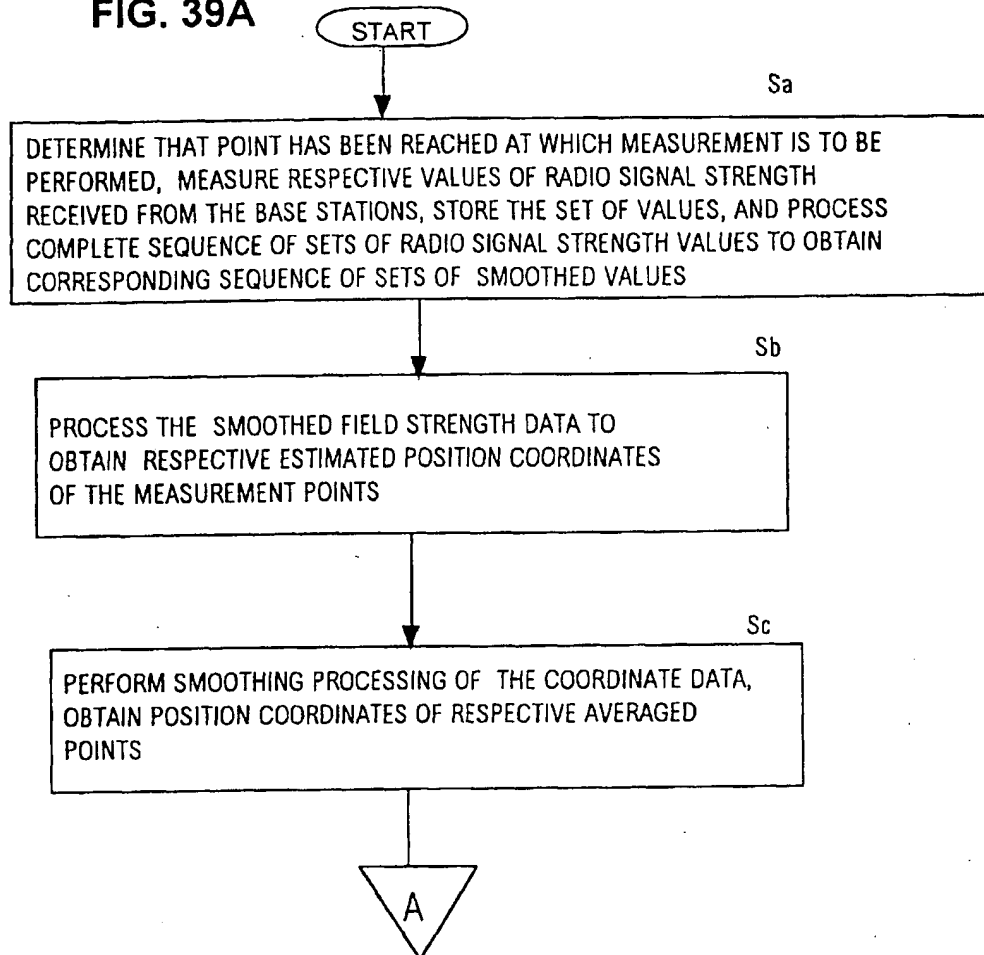 FIG. 39A
START
Sa
DETERMINE THAT POINT HAS BEEN REACHED AT WHICH MEASUREMENT IS TO BE
PERFORMED, MEASURE RESPECTIVE VALUES OF RADIO SIGNAL STRENGTH
RECEIVED FROM THE BASE STATIONS, STORE THE SET OF VALUES, AND PROCESS
COMPLETE SEQUENCE OF SETS OF RADIO SIGNAL STRENGTH VALUES TO OBTAIN
CORRESPONDING SEQUENCE OF SETS OF SMOOTHED VALUES
Sb
PROCESS THE SMOOTHED FIELD STRENGTH DATA TO
OBTAIN RESPECTIVE ESTIMATED POSITION COORDINATES
OF THE MEASUREMENT POINTS
Sc
PERFORM SMOOTHING PROCESSING OF THE COORDINATE DATA,
OBTAIN POSITION COORDINATES OF RESPECTIVE AVERAGED
POINTS
A